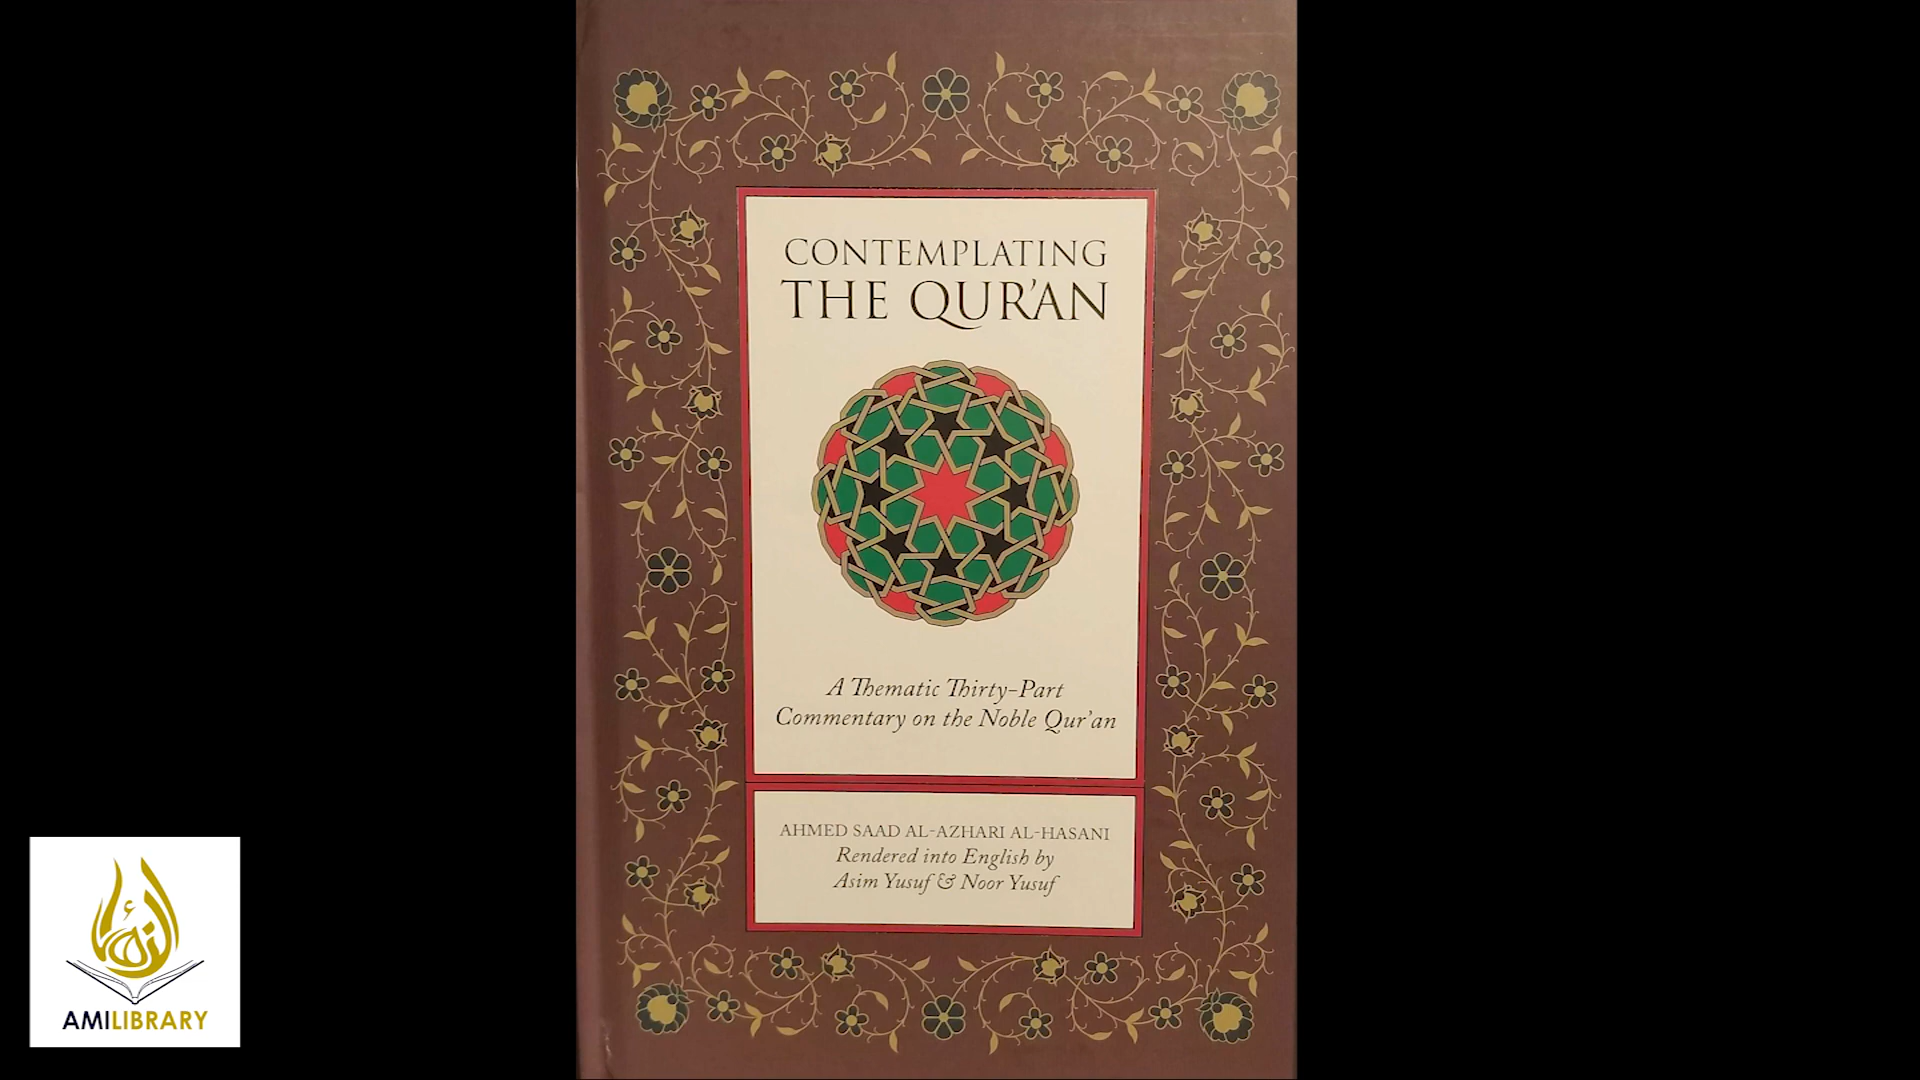 CONTEMPLATING
THE QUR'AN
A Thematic Thirty-Part
Commentary on the Noble Qur'an
AHMED SAAD AL-AZHARI AL-HASANI
Rendered into English by
Asim Yusuf & Noor Yusuf
AMILIBRARY